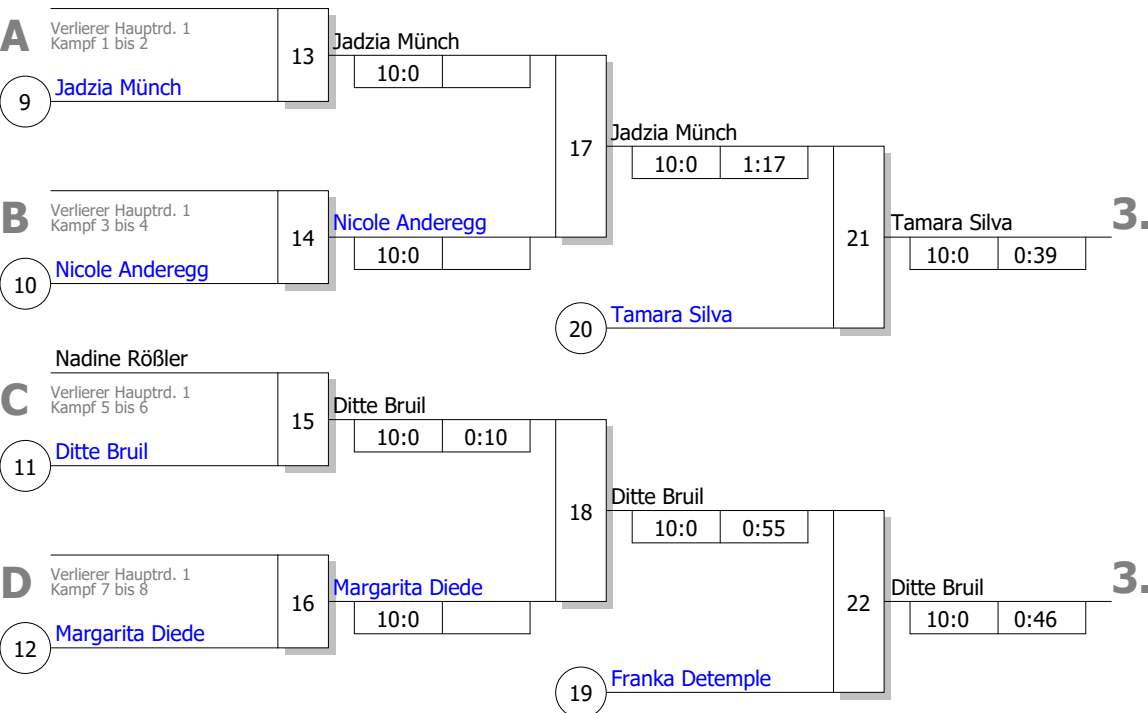 A
Verlierer Hauptrd. 1
Kampf 1 bis 2
13
Jadzia Münch
10:0
9
Jadzia Münch
17
Jadzia Münch
10:0 1:17
B
Verlierer Hauptrd. 1
Kampf 3 bis 4
14
Nicole Anderegg
10:0
10
Nicole Anderegg
21
Tamara Silva
10:0 0:39
3.
20
Tamara Silva
Nadine Rößler
C
Verlierer Hauptrd. 1
Kampf 5 bis 6
15
Ditte Bruil
10:0 0:10
11
Ditte Bruil
18
Ditte Bruil
10:0 0:55
D
Verlierer Hauptrd. 1
Kampf 7 bis 8
16
Margarita Diede
10:0
12
Margarita Diede
22
Ditte Bruil
10:0 0:46
3.
19
Franka Detemple